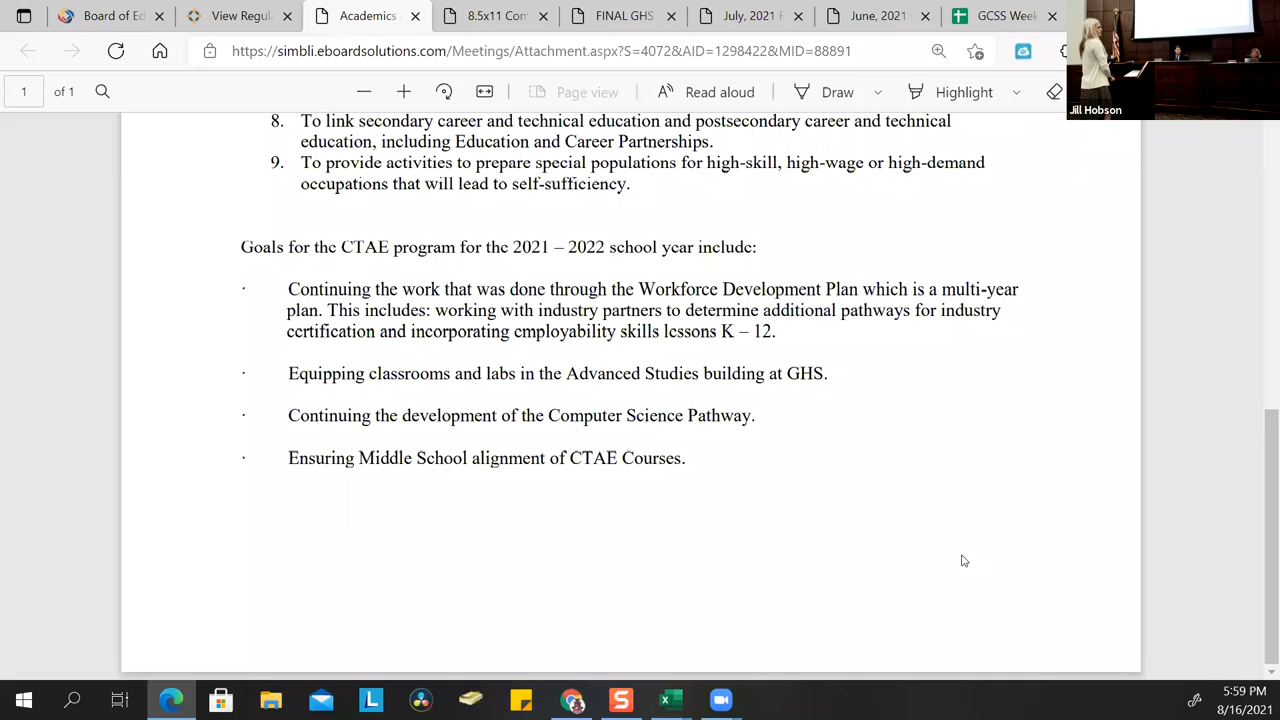 Board of Ed
View Regul
Academics
8.5x11 Com
FINAL GHS
July, 2021 F
June, 2021
GCSS Week
https://simbli.eboardsolutions.com/Meetings/Attachment.aspx?S=4072&AID=1298422&MID=88891
1 of 1
Page view
Read aloud
Draw
Highlight
Jill Hobson
8. To link secondary career and technical education and postsecondary career and technical
education, including Education and Career Partnerships.
9. To provide activities to prepare special populations for high-skill, high-wage or high-demand
occupations that will lead to self-sufficiency.
Goals for the CTAE program for the 2021 – 2022 school year include:
· Continuing the work that was done through the Workforce Development Plan which is a multi-year
plan. This includes: working with industry partners to determine additional pathways for industry
certification and incorporating employability skills lessons K – 12.
· Equipping classrooms and labs in the Advanced Studies building at GHS.
· Continuing the development of the Computer Science Pathway.
· Ensuring Middle School alignment of CTAE Courses.
5:59 PM
8/16/2021